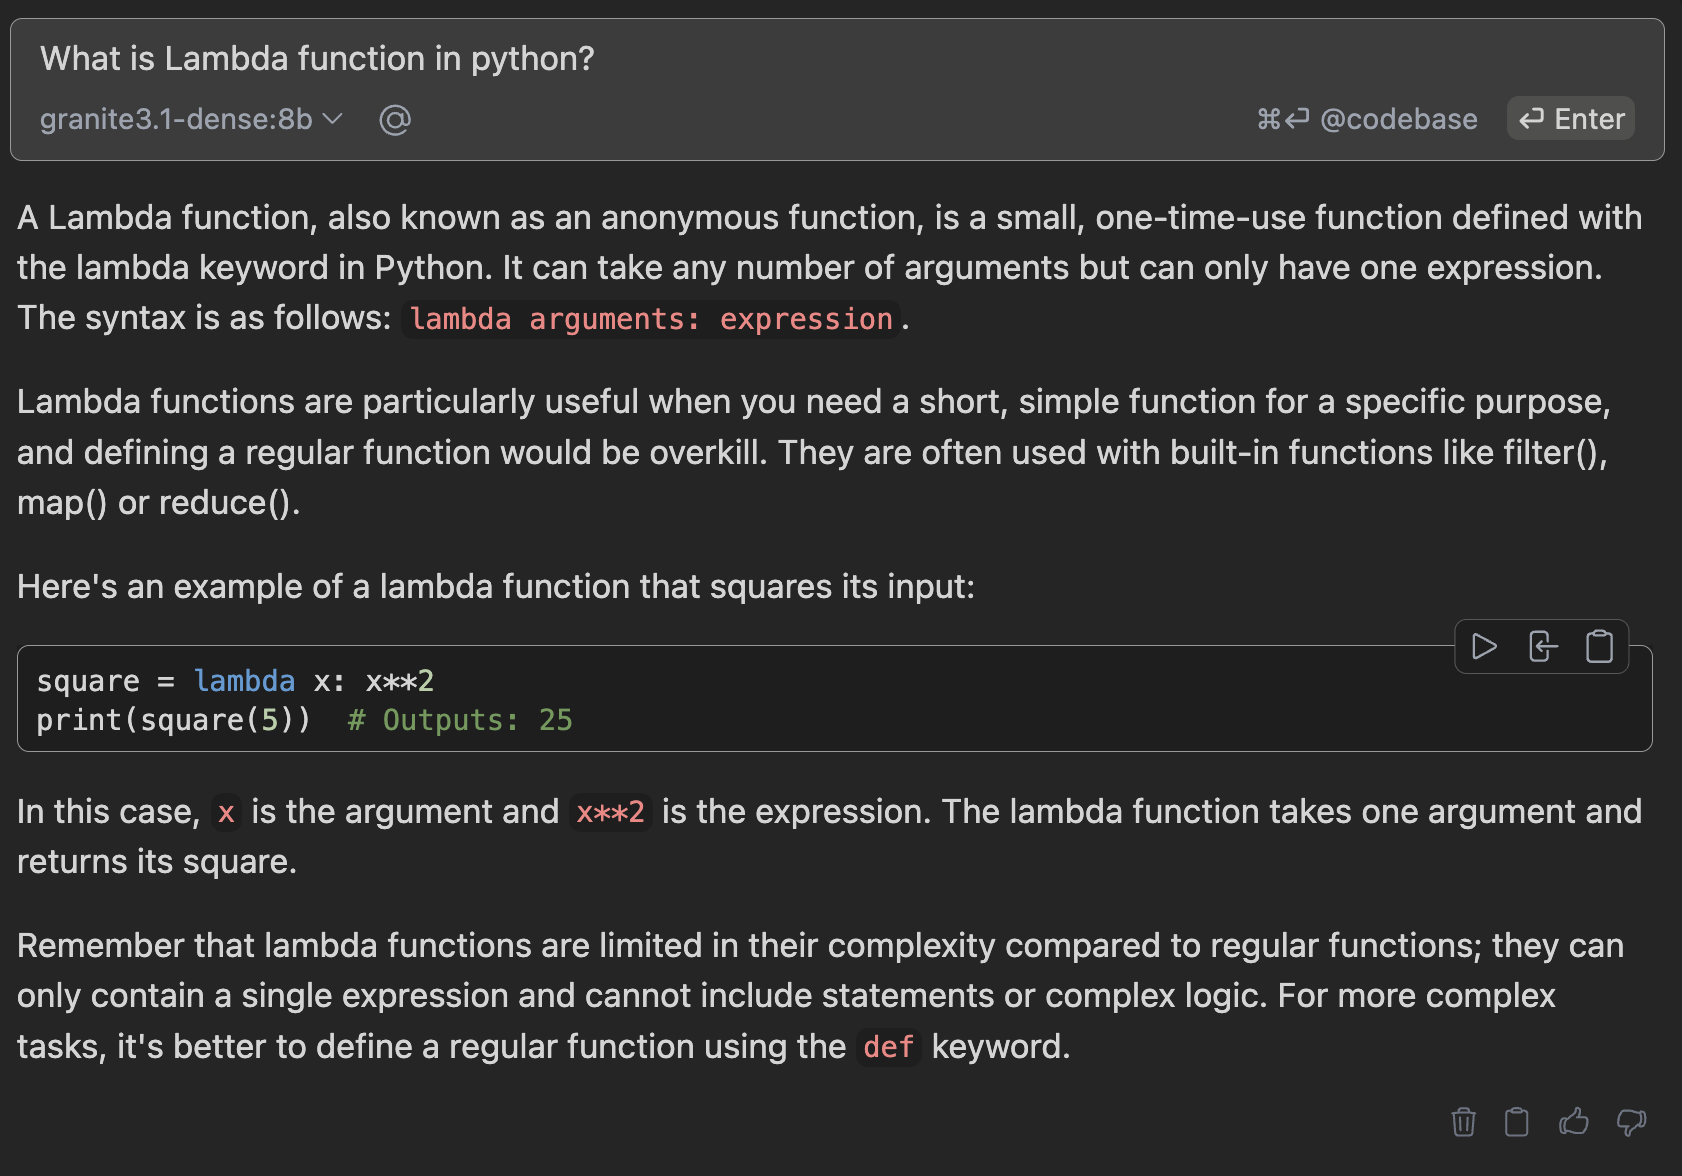 What is Lambda function in python?
granite3.1-dense:8b @ ⌘⏎ @codebase ⏎ Enter
A Lambda function, also known as an anonymous function, is a small, one-time-use function defined with
the lambda keyword in Python. It can take any number of arguments but can only have one expression.
The syntax is as follows: lambda arguments: expression.
Lambda functions are particularly useful when you need a short, simple function for a specific purpose,
and defining a regular function would be overkill. They are often used with built-in functions like filter(),
map() or reduce().
Here's an example of a lambda function that squares its input:
square = lambda x: x**2
print(square(5))  # Outputs: 25
In this case, x is the argument and x**2 is the expression. The lambda function takes one argument and
returns its square.
Remember that lambda functions are limited in their complexity compared to regular functions; they can
only contain a single expression and cannot include statements or complex logic. For more complex
tasks, it's better to define a regular function using the def keyword.